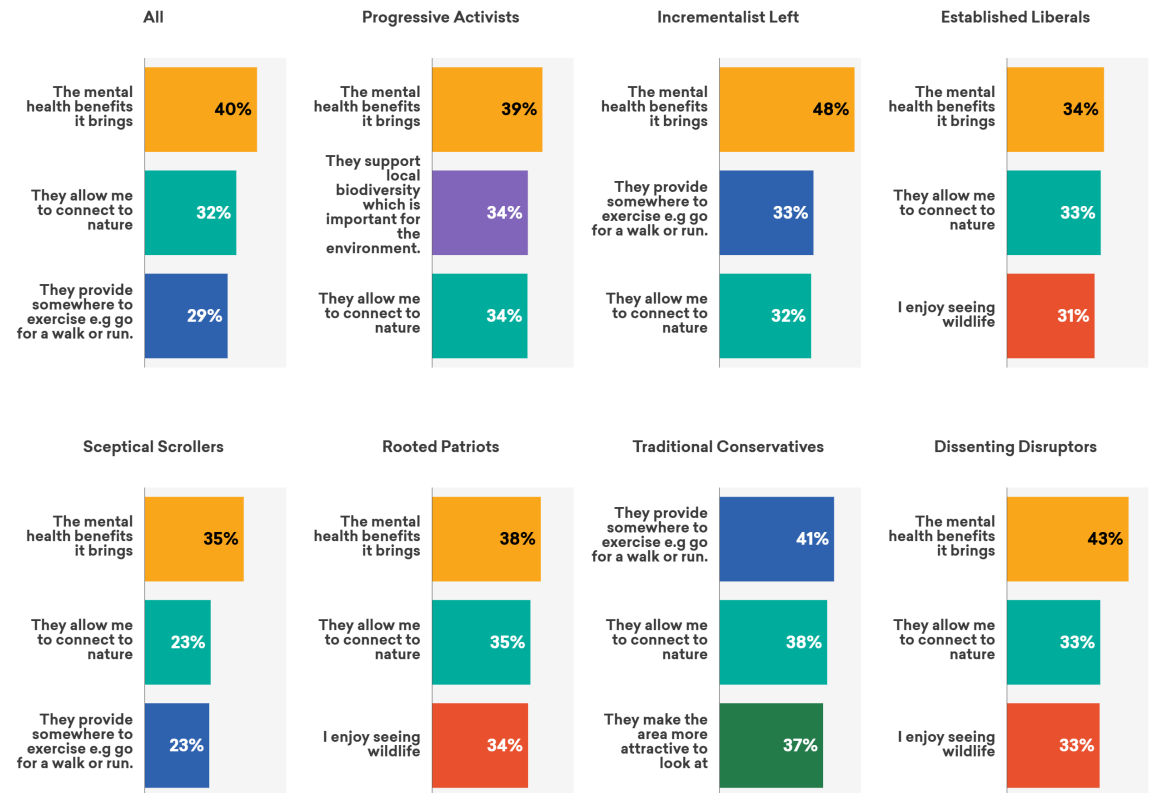 All
The mental
health benefits
it brings
40%
They allow me
to connect to
nature
32%
They provide
somewhere to
exercise e.g go
for a walk or run.
29%
Progressive Activists
The mental
health benefits
it brings
39%
They support
local
biodiversity
which is
important for
the
environment.
34%
They allow me
to connect to
nature
34%
Incrementalist Left
The mental
health benefits
it brings
48%
They provide
somewhere to
exercise e.g go
for a walk or run.
33%
They allow me
to connect to
nature
32%
Established Liberals
The mental
health benefits
it brings
34%
They allow me
to connect to
nature
33%
I enjoy seeing
wildlife
31%
Sceptical Scrollers
The mental
health benefits
it brings
35%
They allow me
to connect to
nature
23%
They provide
somewhere to
exercise e.g go
for a walk or run.
23%
Rooted Patriots
The mental
health benefits
it brings
38%
They allow me
to connect to
nature
35%
I enjoy seeing
wildlife
34%
Traditional Conservatives
They provide
somewhere to
exercise e.g go
for a walk or run.
41%
They allow me
to connect to
nature
38%
They make the
area more
attractive to
look at
37%
Dissenting Disruptors
The mental
health benefits
it brings
43%
They allow me
to connect to
nature
33%
I enjoy seeing
wildlife
33%